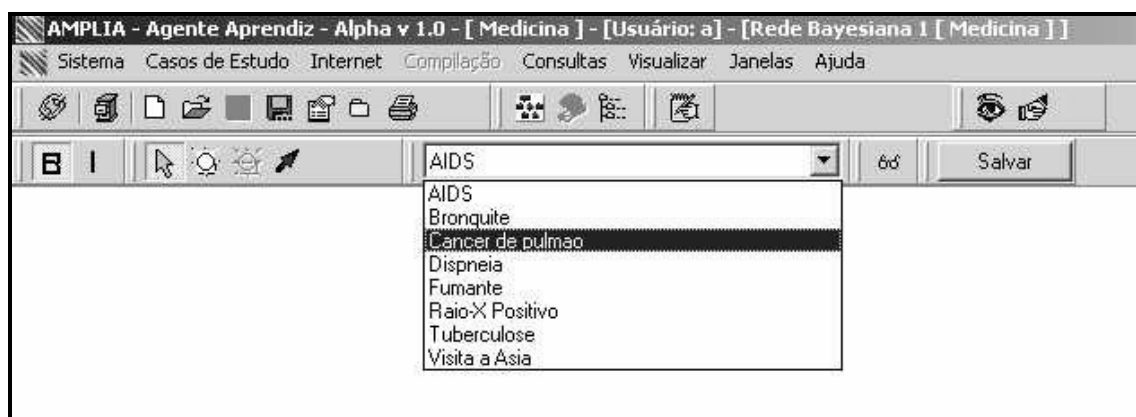 AMPLIA - Agente Aprendiz - Alpha v 1.0 - [ Medicina ] - [Usuário: a] - [Rede Bayesiana 1 [ Medicina ] ]
Sistema Casos de Estudo Internet Compilação Consultas Visualizar Janelas Ajuda
B I AIDS Salvar
AIDS
Bronquite
Cancer de pulmao
Dispneia
Fumante
Raio-X Positivo
Tuberculose
Visita a Asia